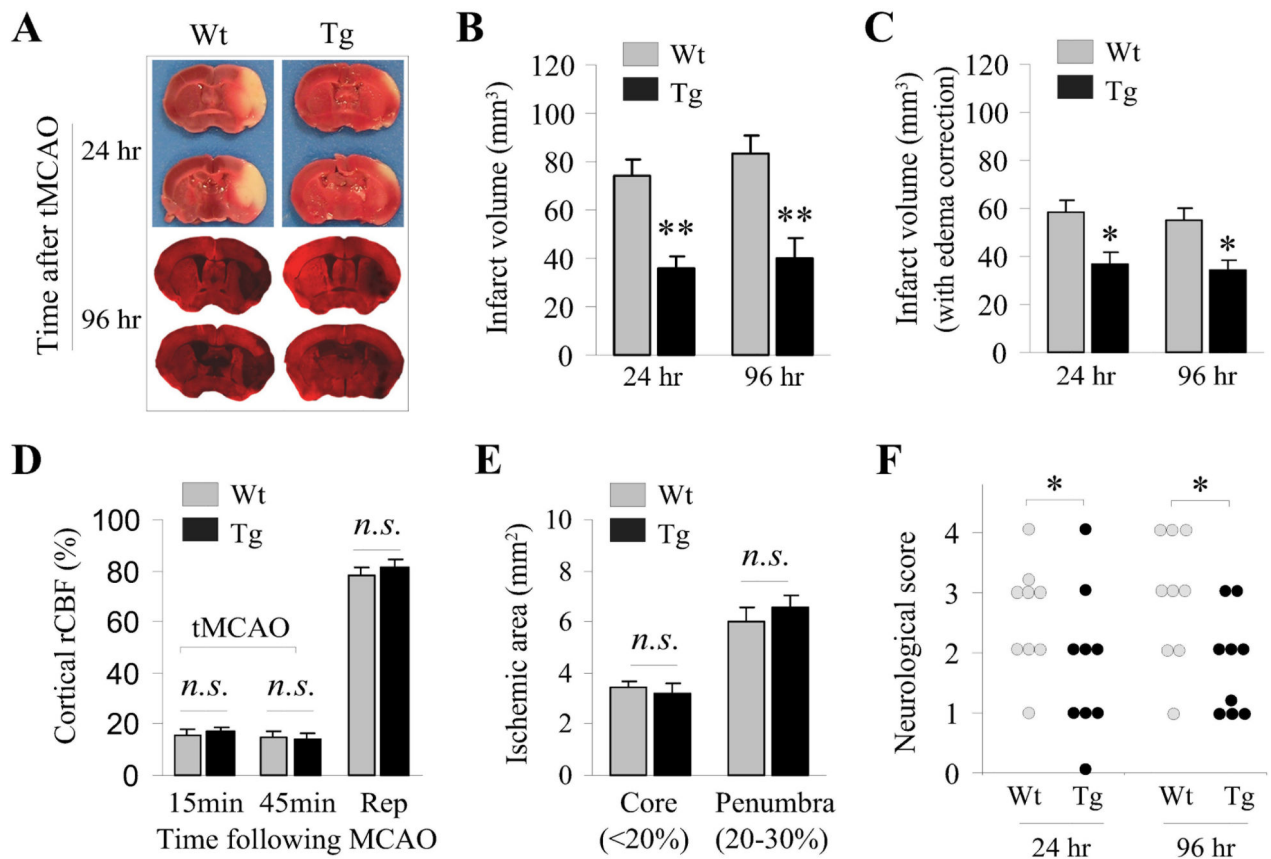 A
Wt Tg
Time after tMCAO
24 hr
96 hr
B
Wt
Tg
Infarct volume (mm³)
120
100
80
60
40
20
0
**
**
24 hr 96 hr
C
Wt
Tg
Infarct volume (mm³)
(with edema correction)
120
100
80
60
40
20
0
*
*
24 hr 96 hr
D
Wt
Tg
Cortical rCBF (%)
100
80
60
40
20
0
tMCAO
n.s.
n.s.
n.s.
15min 45min Rep
Time following MCAO
E
Wt
Tg
Ischemic area (mm²)
10
8
6
4
2
0
n.s.
n.s.
Core Penumbra
(<20%) (20-30%)
F
Neurological score
4
3
2
1
0
*
*
Wt Tg Wt Tg
24 hr 96 hr